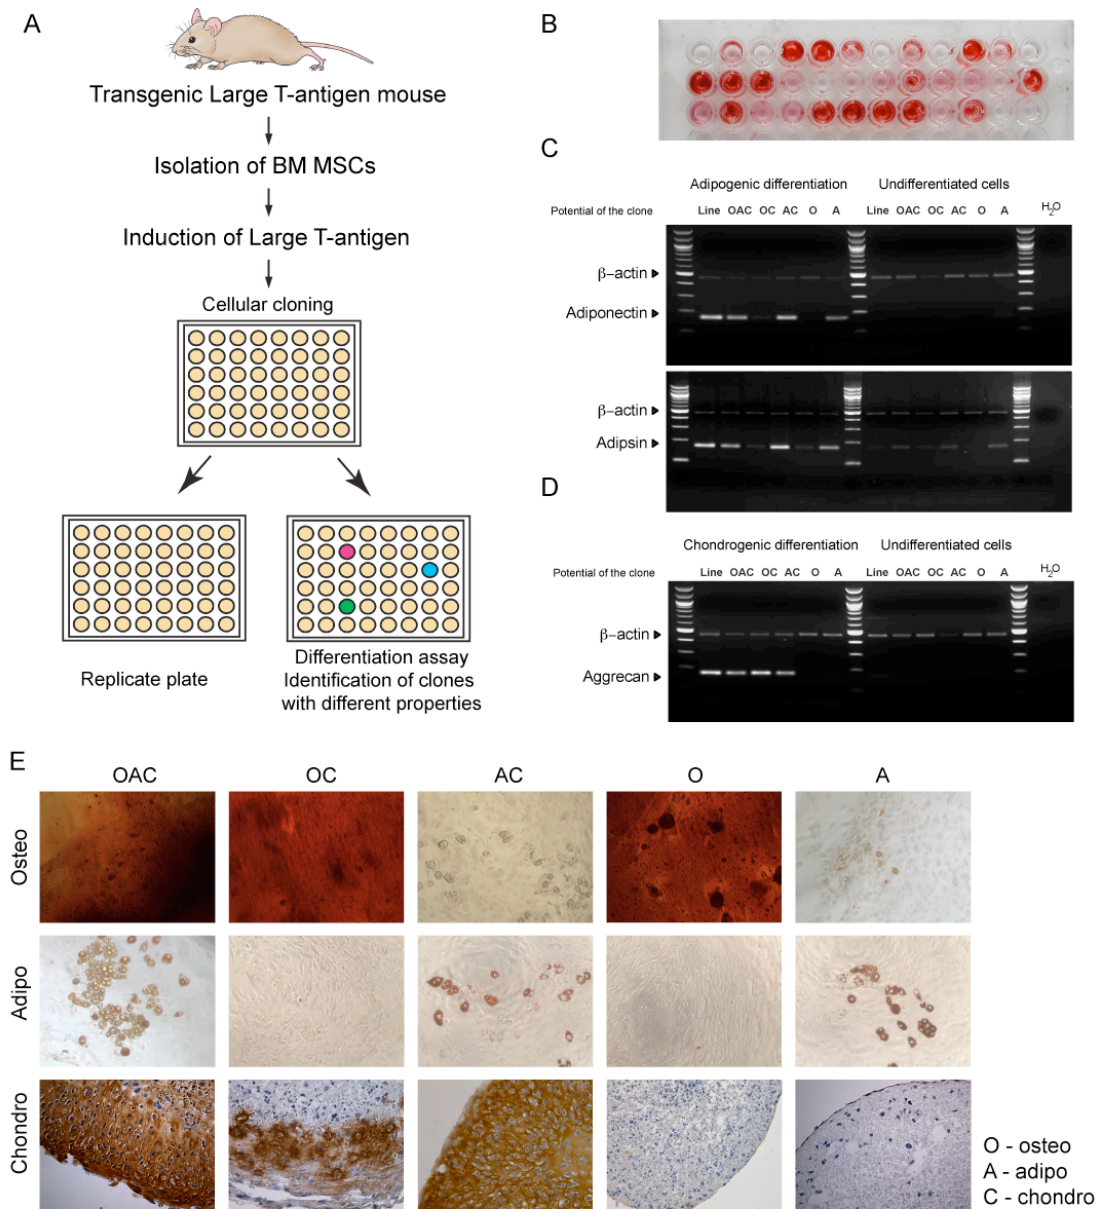 A
Transgenic Large T-antigen mouse
Isolation of BM MSCs
Induction of Large T-antigen
Cellular cloning
Replicate plate
Differentiation assay
Identification of clones
with different properties
B
C
Adipogenic differentiation Undifferentiated cells
Potential of the clone Line OAC OC AC O A Line OAC OC AC O A H2O
β-actin
Adiponectin
β-actin
Adipsin
D
Chondrogenic differentiation Undifferentiated cells
Potential of the clone Line OAC OC AC O A Line OAC OC AC O A H2O
β-actin
Aggrecan
E
OAC OC AC O A
Osteo
Adipo
Chondro
O - osteo
A - adipo
C - chondro